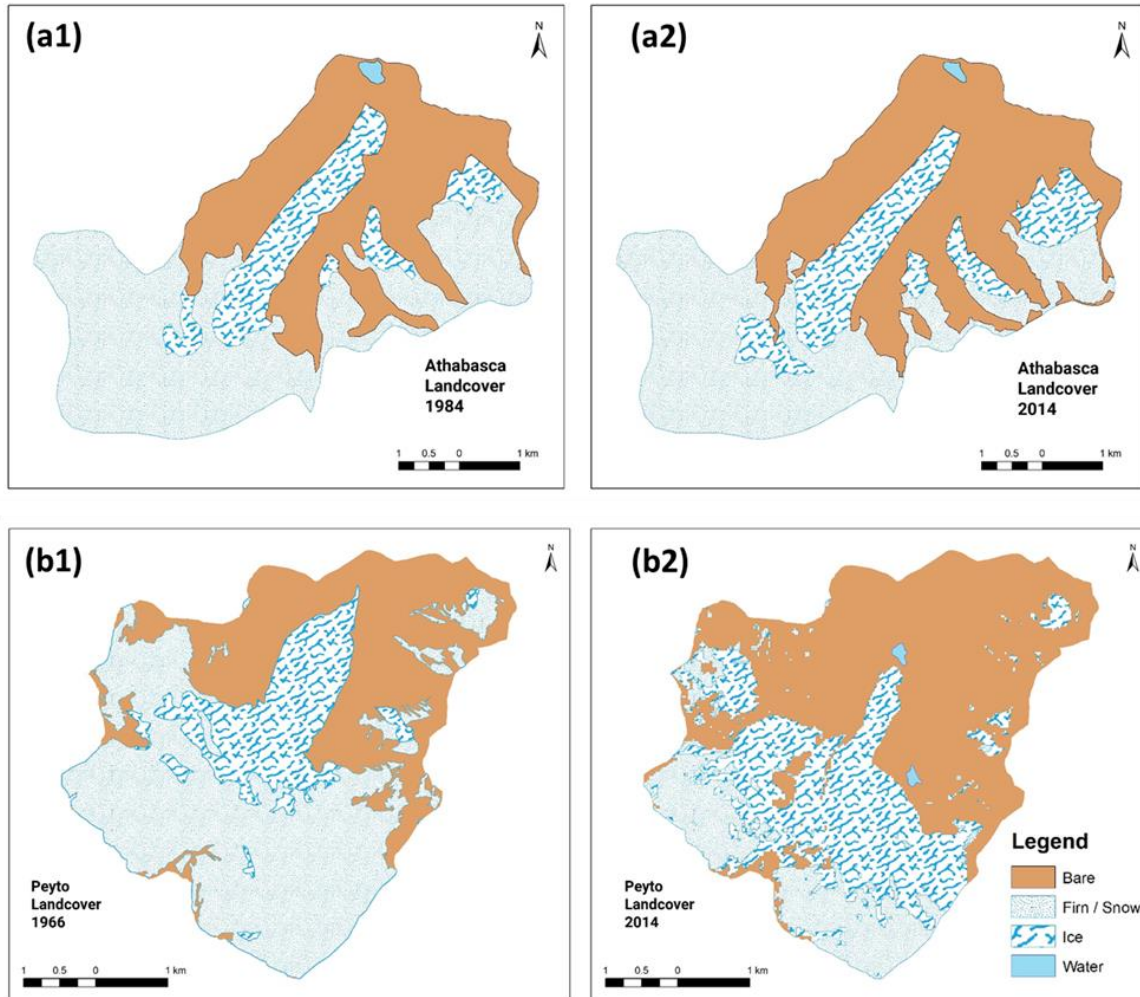 (a1)
N
Athabasca
Landcover
1984
1 0.5 0 1 km
(a2)
N
Athabasca
Landcover
2014
1 0.5 0 1 km
(b1)
N
Peyto
Landcover
1966
1 0.5 0 1 km
(b2)
N
Peyto
Landcover
2014
1 0.5 0 1 km
Legend
Bare
Firn / Snow
Ice
Water